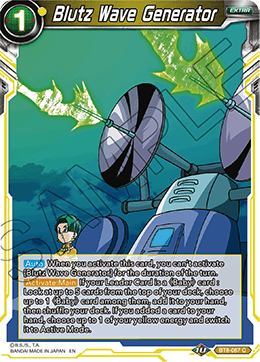 1
Blutz Wave Generator
EXTRA
Auto When you activate this card, you can't activate
{Blutz Wave Generator} for the duration of the turn.
Activate:Main If your Leader Card is a 《Baby》 card:
Look at up to 5 cards from the top of your deck, choose
up to 1 《Baby》 card among them, add it to your hand,
then shuffle your deck. If you added a card to your
hand, choose up to 1 of your yellow energy and switch
it to Active Mode.
©B.S./S., T.A.
BANDAI MADE IN JAPAN EN
BT8-087 C